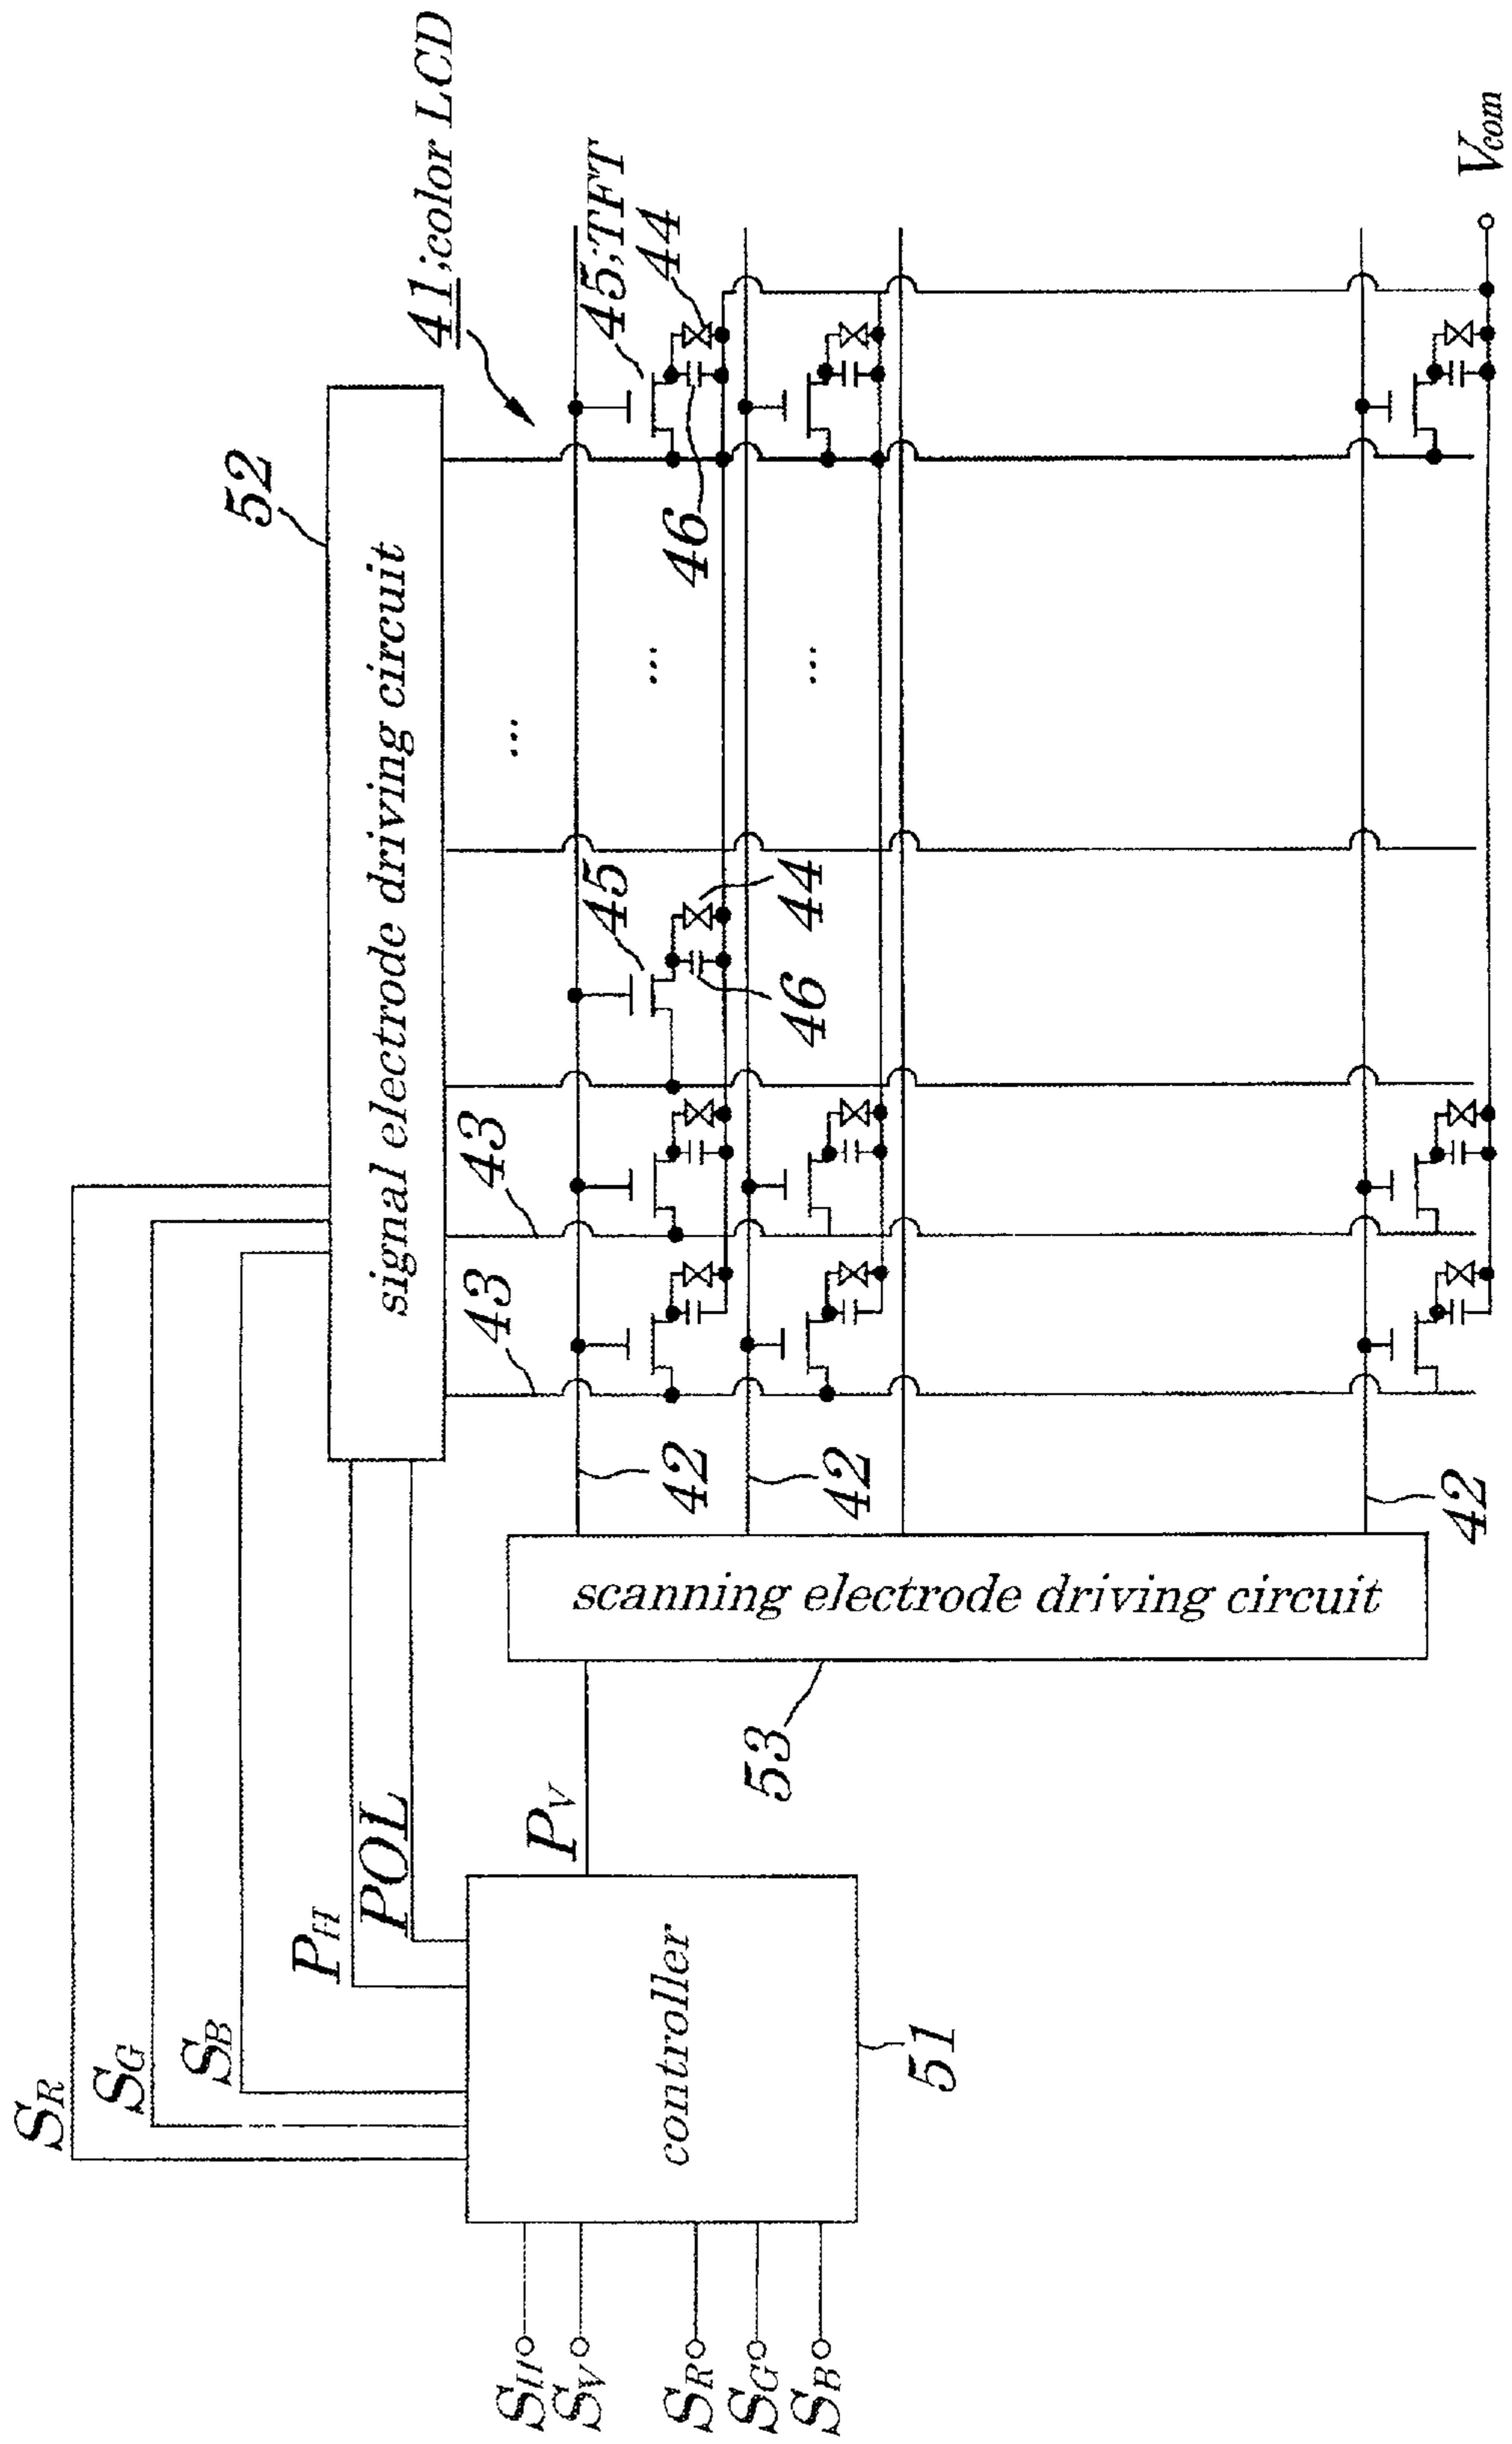 SR
SG
SB
PH
POL
PV
52
signal electrode driving circuit
41;color LCD
43
43
45
45;TFT
44
46
44
46
42
42
42
SH
SV
SR
SG
SB
controller
51
53
scanning electrode driving circuit
...
...
...
Vcom